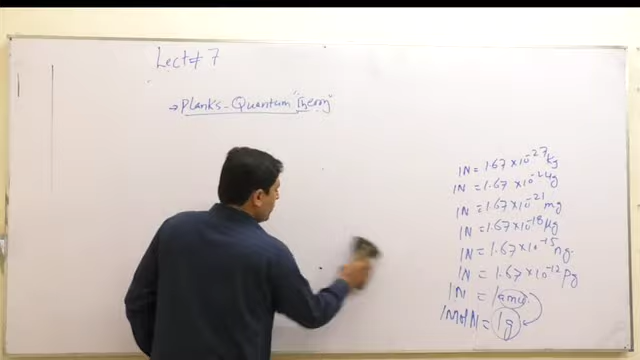 Lect# 7
→ Planks-Quantum "Theory"
1N = 1.67 × 10⁻²⁷ Kg
1N = 1.67 × 10⁻²⁴ g
1N = 1.67 × 10⁻²¹ mg
1N = 1.67 × 10⁻¹⁸ μg
1N = 1.67 × 10⁻¹⁵ ng.
1N = 1.67 × 10⁻¹² pg
1N = 1amu
1Mol N = 1g